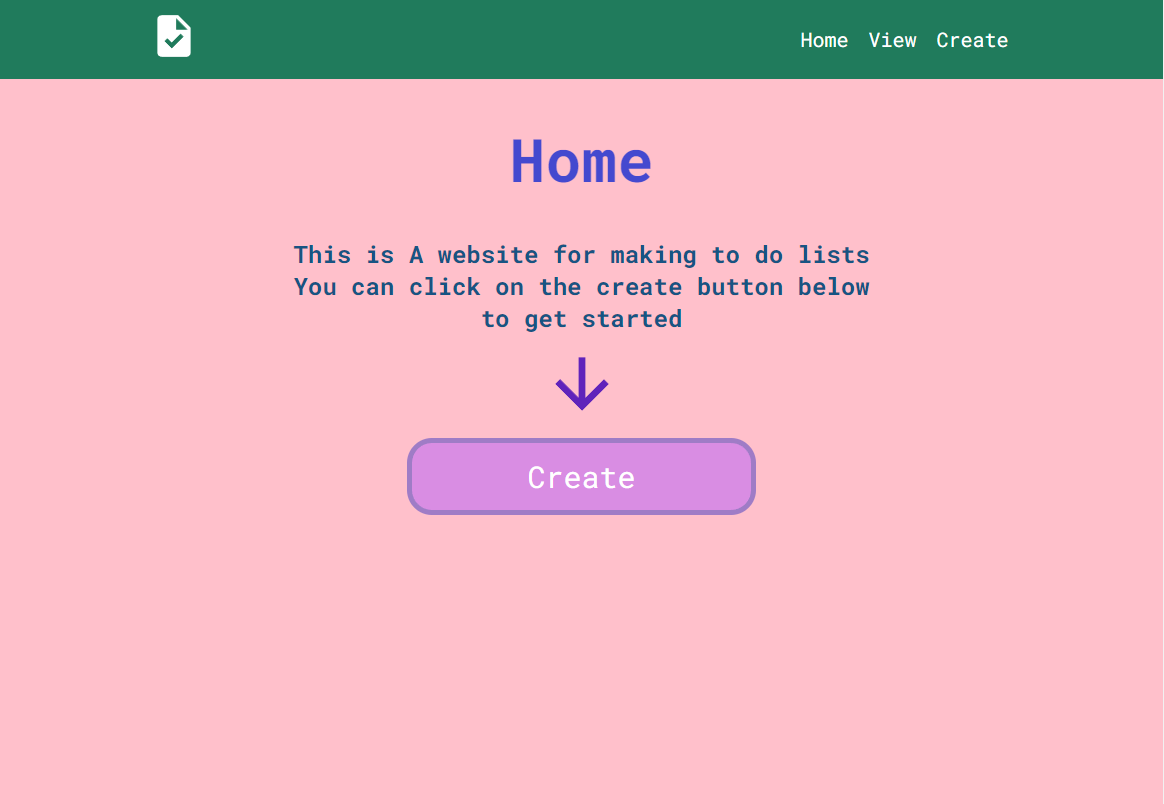 Home View Create
Home
This is A website for making to do lists
You can click on the create button below
to get started
Create